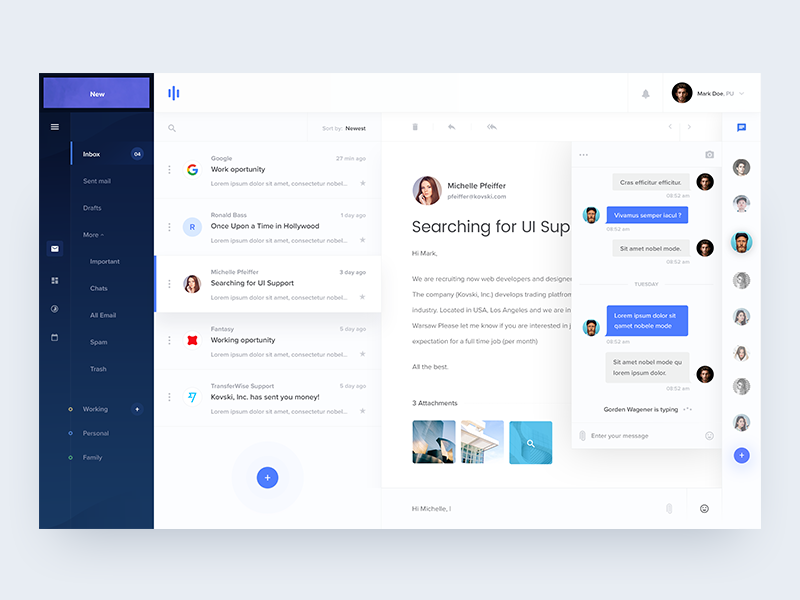 New
Inbox
04
Sent mail
Drafts
More
Important
Chats
All Email
Spam
Trash
Working
Personal
Family
Mark Doe. PU
Sort by: Newest
Google
27 min ago
Work oportunity
Lorem ipsum dolor sit amet, consectetur nobel...
R
Ronald Bass
1 day ago
Once Upon a Time in Hollywood
Lorem ipsum dolor sit amet, consectetur nobel...
Michelle Pfeiffer
3 day ago
Searching for UI Support
Lorem ipsum dolor sit amet, consectetur nobel...
Fantasy
5 day ago
Working oportunity
Lorem ipsum dolor sit amet, consectetur nobel...
TransferWise Support
5 day ago
Kovski, Inc. has sent you money!
Lorem ipsum dolor sit amet, consectetur nobel...
Michelle Pfeiffer
pfeiffer@kovski.com
Searching for UI Sup
Hi Mark,
We are recruiting now web developers and designe
The company (Kovski, Inc.) develops trading platfro
industry. Located in USA, Los Angeles and we are in
Warsaw Please let me know if you are interested in j
expectation for a full time job (per month)
All the best.
3 Attachments
Hi Michelle, |
Cras efficitur efficitur.
08:52 am
Vivamus semper iacul ?
08:52 am
Sit amet nobel mode.
08:52 am
TUESDAY
Lorem ipsum dolor sit
qamet nobele mode
08:52 am
Sit amet nobel mode qu
lorem ipsum dolor.
08:52 am
Gorden Wagener is typing
Enter your message